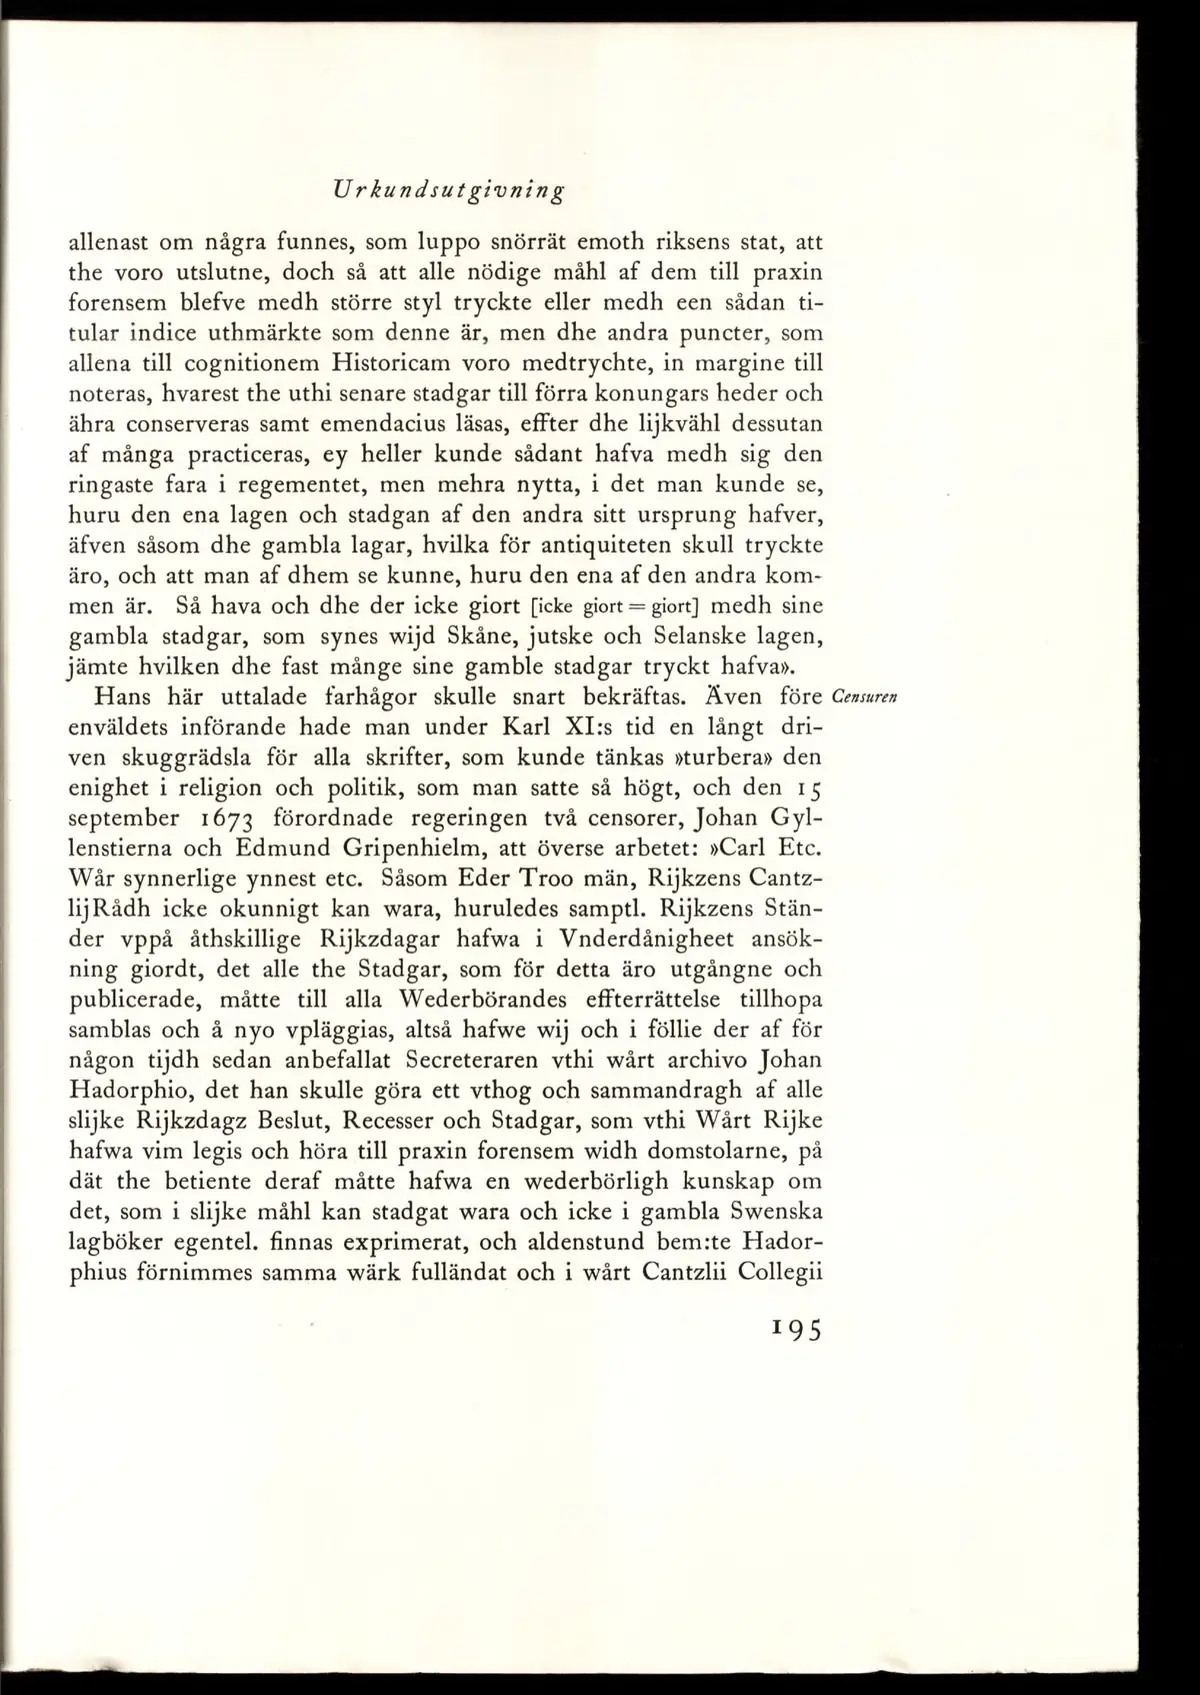 Urkundsutgivning
allenast om några funnes, som luppo snörrät emoth riksens stat, att
the voro utslutne, doch så att alle nödige måhl af dem till praxin
forensem blefve medh större styl tryckte eller medh een sådan ti-
tular indice uthmärkte som denne är, men dhe andra puncter, som
allena till cognitionem Historicam voro medtrychte, in margine till
noteras, hvarest the uthi senare stadgar till förra konungars heder och
ähra conserveras samt emendacius läsas, effter dhe lijkvähl dessutan
af många practiceras, ey heller kunde sådant hafva medh sig den
ringaste fara i regementet, men mehra nytta, i det man kunde se,
huru den ena lagen och stadgan af den andra sitt ursprung hafver,
äfven såsom dhe gambla lagar, hvilka för antiquiteten skull tryckte
äro, och att man af dhem se kunne, huru den ena af den andra kom-
men är. Så hava och dhe der icke giort [icke giort = giort] medh sine
gambla stadgar, som synes wijd Skåne, jutske och Selanske lagen,
jämte hvilken dhe fast månge sine gamble stadgar tryckt hafva».
Hans här uttalade farhågor skulle snart bekräftas. Även före Censuren
enväldets införande hade man under Karl XI:s tid en långt dri-
ven skuggrädsla för alla skrifter, som kunde tänkas »turbera» den
enighet i religion och politik, som man satte så högt, och den 15
september 1673 förordnade regeringen två censorer, Johan Gyl-
lenstierna och Edmund Gripenhielm, att överse arbetet: »Carl Etc.
Wår synnerlige ynnest etc. Såsom Eder Troo män, Rijkzens Cantz-
lijRådh icke okunnigt kan wara, huruledes samptl. Rijkzens Stän-
der vppå åthskillige Rijkzdagar hafwa i Vnderdånigheet ansök-
ning giordt, det alle the Stadgar, som för detta äro utgångne och
publicerade, måtte till alla Wederbörandes effterrättelse tillhopa
samblas och å nyo vpläggias, altså hafwe wij och i föllie der af för
någon tijdh sedan anbefallat Secreteraren vthi wårt archivo Johan
Hadorphio, det han skulle göra ett vthog och sammandragh af alle
slijke Rijkzdagz Beslut, Recesser och Stadgar, som vthi Wårt Rijke
hafwa vim legis och höra till praxin forensem widh domstolarne, på
dät the betiente deraf måtte hafwa en wederbörligh kunskap om
det, som i slijke måhl kan stadgat wara och icke i gambla Swenska
lagböker egentel. finnas exprimerat, och aldenstund bem:te Hador-
phius förnimmes samma wärk fulländat och i wårt Cantzlii Collegii
195